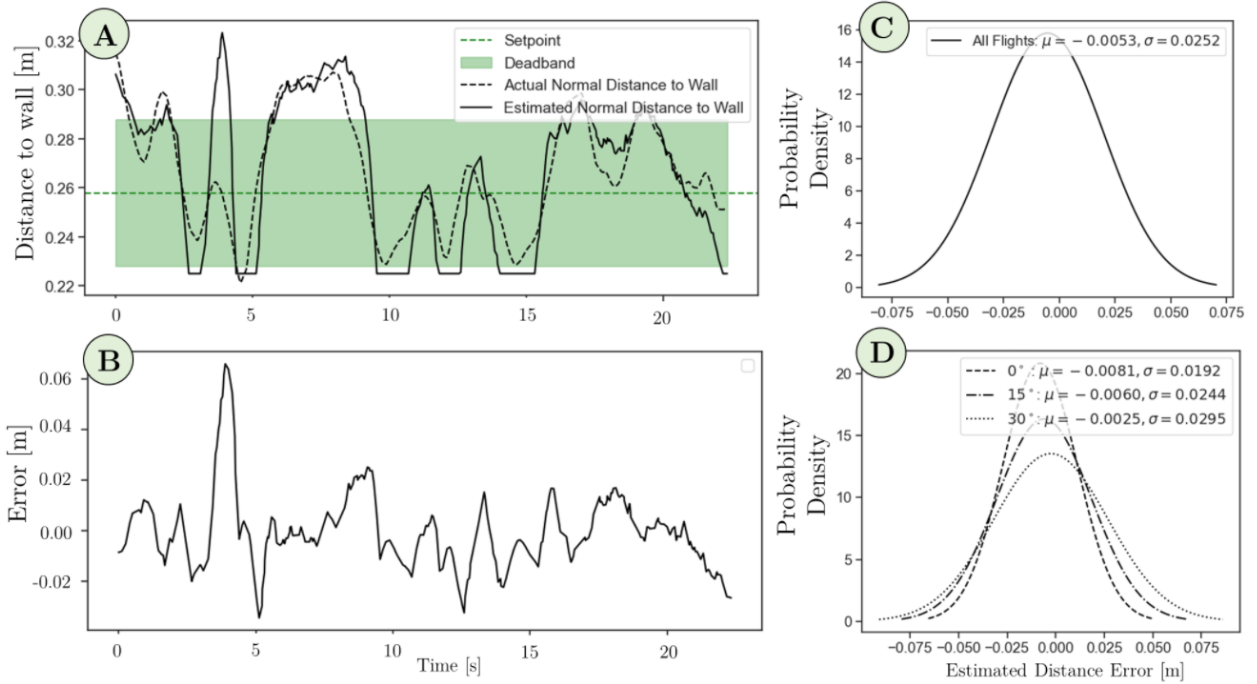 A
Distance to wall [m]
0.32
0.30
0.28
0.26
0.24
0.22
Setpoint
Deadband
Actual Normal Distance to Wall
Estimated Normal Distance to Wall
0
5
10
15
20
B
Error [m]
0.06
0.04
0.02
0.00
-0.02
0
5
10
15
20
Time [s]
C
Probability
Density
16
14
12
10
8
6
4
2
0
All Flights: μ = −0.0053, σ = 0.0252
−0.075
−0.050
−0.025
0.000
0.025
0.050
0.075
D
Probability
Density
20
15
10
5
0
0°: μ = −0.0081, σ = 0.0192
15°: μ = −0.0060, σ = 0.0244
30°: μ = −0.0025, σ = 0.0295
−0.075
−0.050
−0.025
0.000
0.025
0.050
0.075
Estimated Distance Error [m]